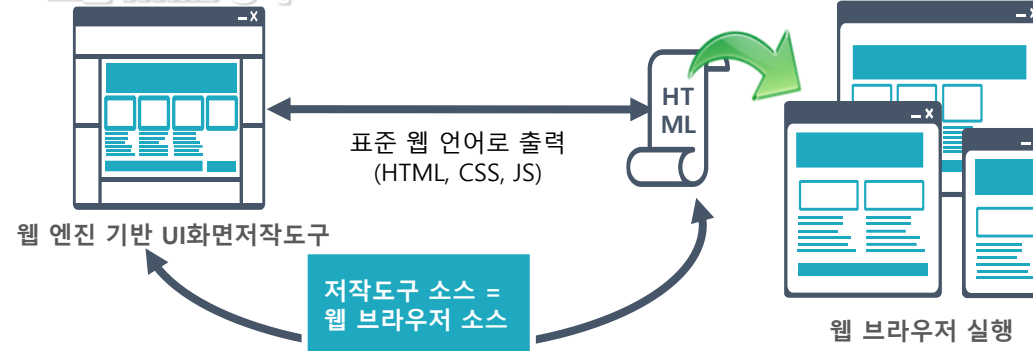 HT
ML
표준 웹 언어로 출력
(HTML, CSS, JS)
웹 엔진 기반 UI화면저작도구
저작도구 소스 =
웹 브라우저 소스
웹 브라우저 실행